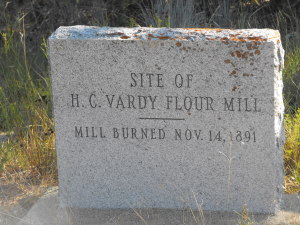 SITE OF
H. C. VARDY FLOUR MILL
MILL BURNED NOV. 14, 1891